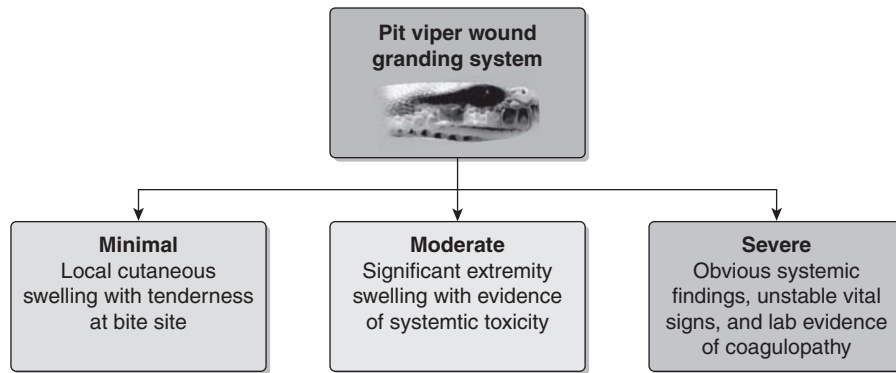 Pit viper wound
granding system
Minimal
Local cutaneous
swelling with tenderness
at bite site
Moderate
Significant extremity
swelling with evidence
of systemtic toxicity
Severe
Obvious systemic
findings, unstable vital
signs, and lab evidence
of coagulopathy